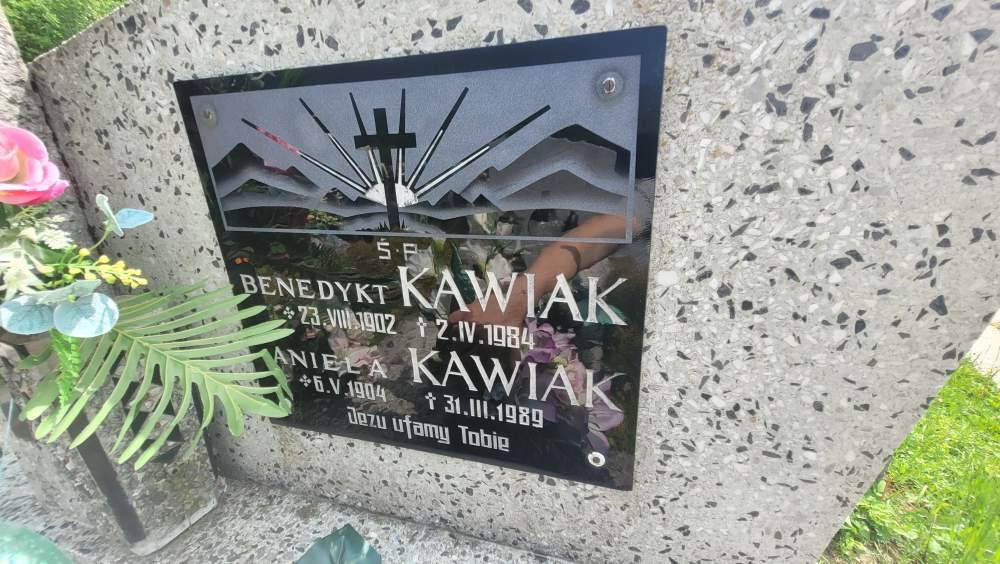 Ś.P.
BENEDYKT KAWIAK
23.VIII.1902 † 2.IV.1984
ANIELA KAWIAK
6.V.1904 † 31.III.1989
Jezu ufamy Tobie